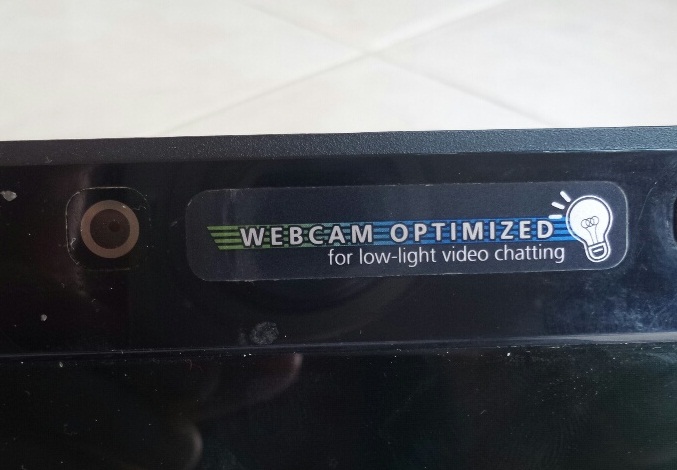 WEBCAM OPTIMIZED
for low-light video chatting